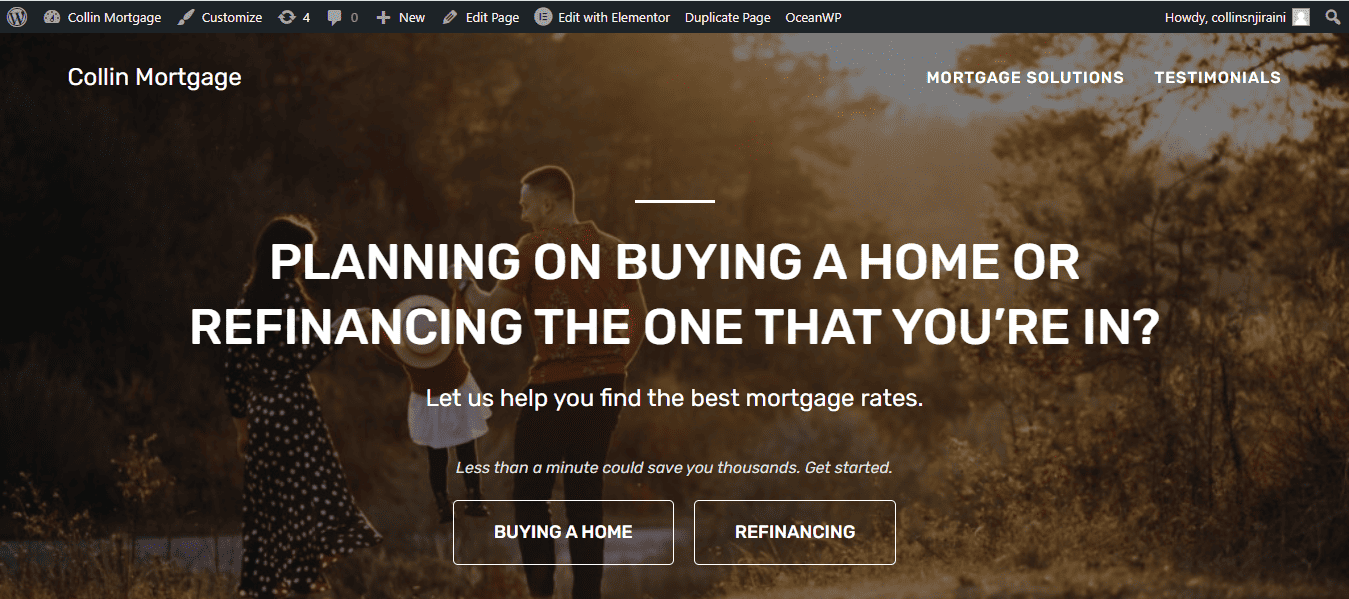 Collin Mortgage Customize 4 0 New Edit Page Edit with Elementor Duplicate Page OceanWP Howdy, collinsnjiraini
Collin Mortgage MORTGAGE SOLUTIONS TESTIMONIALS
PLANNING ON BUYING A HOME OR
REFINANCING THE ONE THAT YOU’RE IN?
Let us help you find the best mortgage rates.
Less than a minute could save you thousands. Get started.
BUYING A HOME REFINANCING